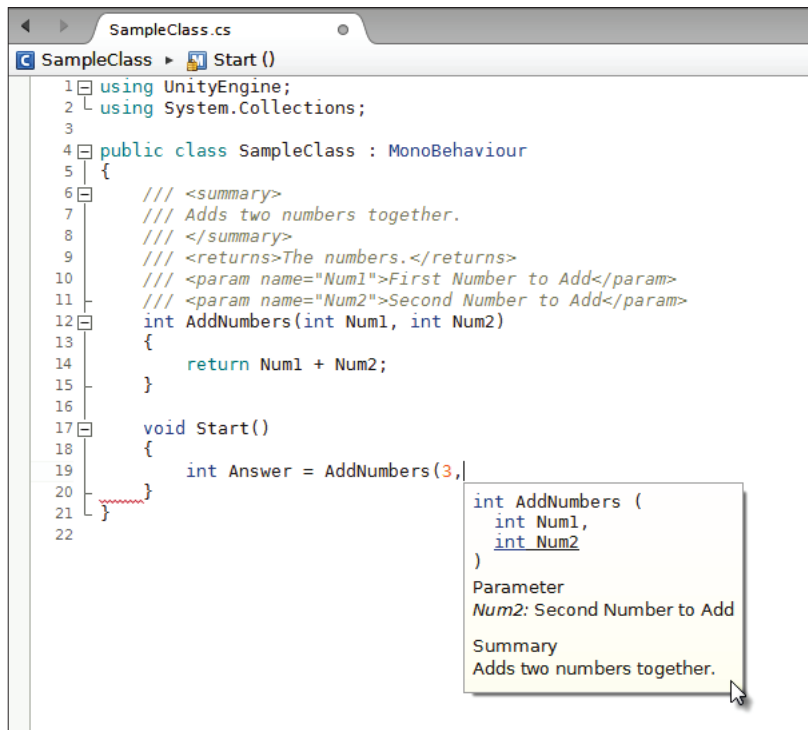 SampleClass.cs
SampleClass ▸ Start ()
1 using UnityEngine;
2 using System.Collections;
3
4 public class SampleClass : MonoBehaviour
5 {
6 /// <summary>
7 /// Adds two numbers together.
8 /// </summary>
9 /// <returns>The numbers.</returns>
10 /// <param name="Num1">First Number to Add</param>
11 /// <param name="Num2">Second Number to Add</param>
12 int AddNumbers(int Num1, int Num2)
13 {
14 return Num1 + Num2;
15 }
16
17 void Start()
18 {
19 int Answer = AddNumbers(3,
20 }
21 }
22
int AddNumbers (
int Num1,
int Num2
)
Parameter
Num2: Second Number to Add
Summary
Adds two numbers together.